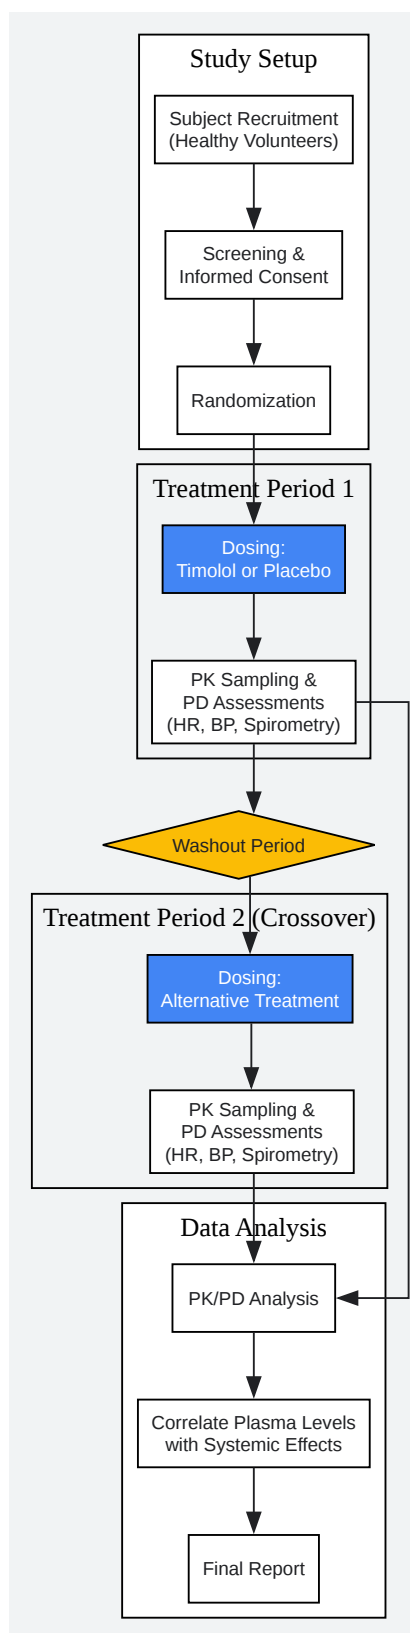 Study Setup
Subject Recruitment
(Healthy Volunteers)
Screening &
Informed Consent
Randomization
Treatment Period 1
Dosing:
Timolol or Placebo
PK Sampling &
PD Assessments
(HR, BP, Spirometry)
Washout Period
Treatment Period 2 (Crossover)
Dosing:
Alternative Treatment
PK Sampling &
PD Assessments
(HR, BP, Spirometry)
Data Analysis
PK/PD Analysis
Correlate Plasma Levels
with Systemic Effects
Final Report